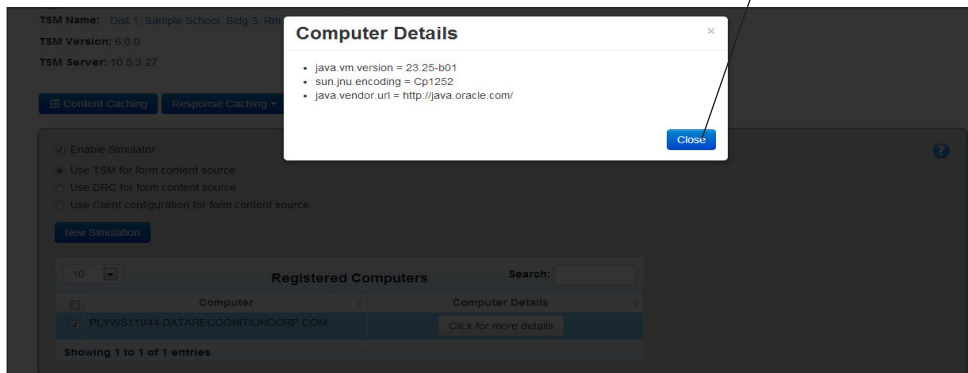 TSM Name: Dist 1, Sample School, Bldg 3, Rm
TSM Version: 6.0.0
TSM Server: 10.5.3.27
Content Caching Response Caching
Computer Details ×
• java.vm.version = 23.25-b01
• sun.jnu.encoding = Cp1252
• java.vendor.url = http://java.oracle.com/
Close
Enable Simulator
?
Use TSM for form content source
Use DRC for form content source
Use Client configuration for form content source
New Simulation
10 Registered Computers Search:
Computer Computer Details
PLYWS11944.DATARECOGNITIONCORP.COM Click for more details
Showing 1 to 1 of 1 entries